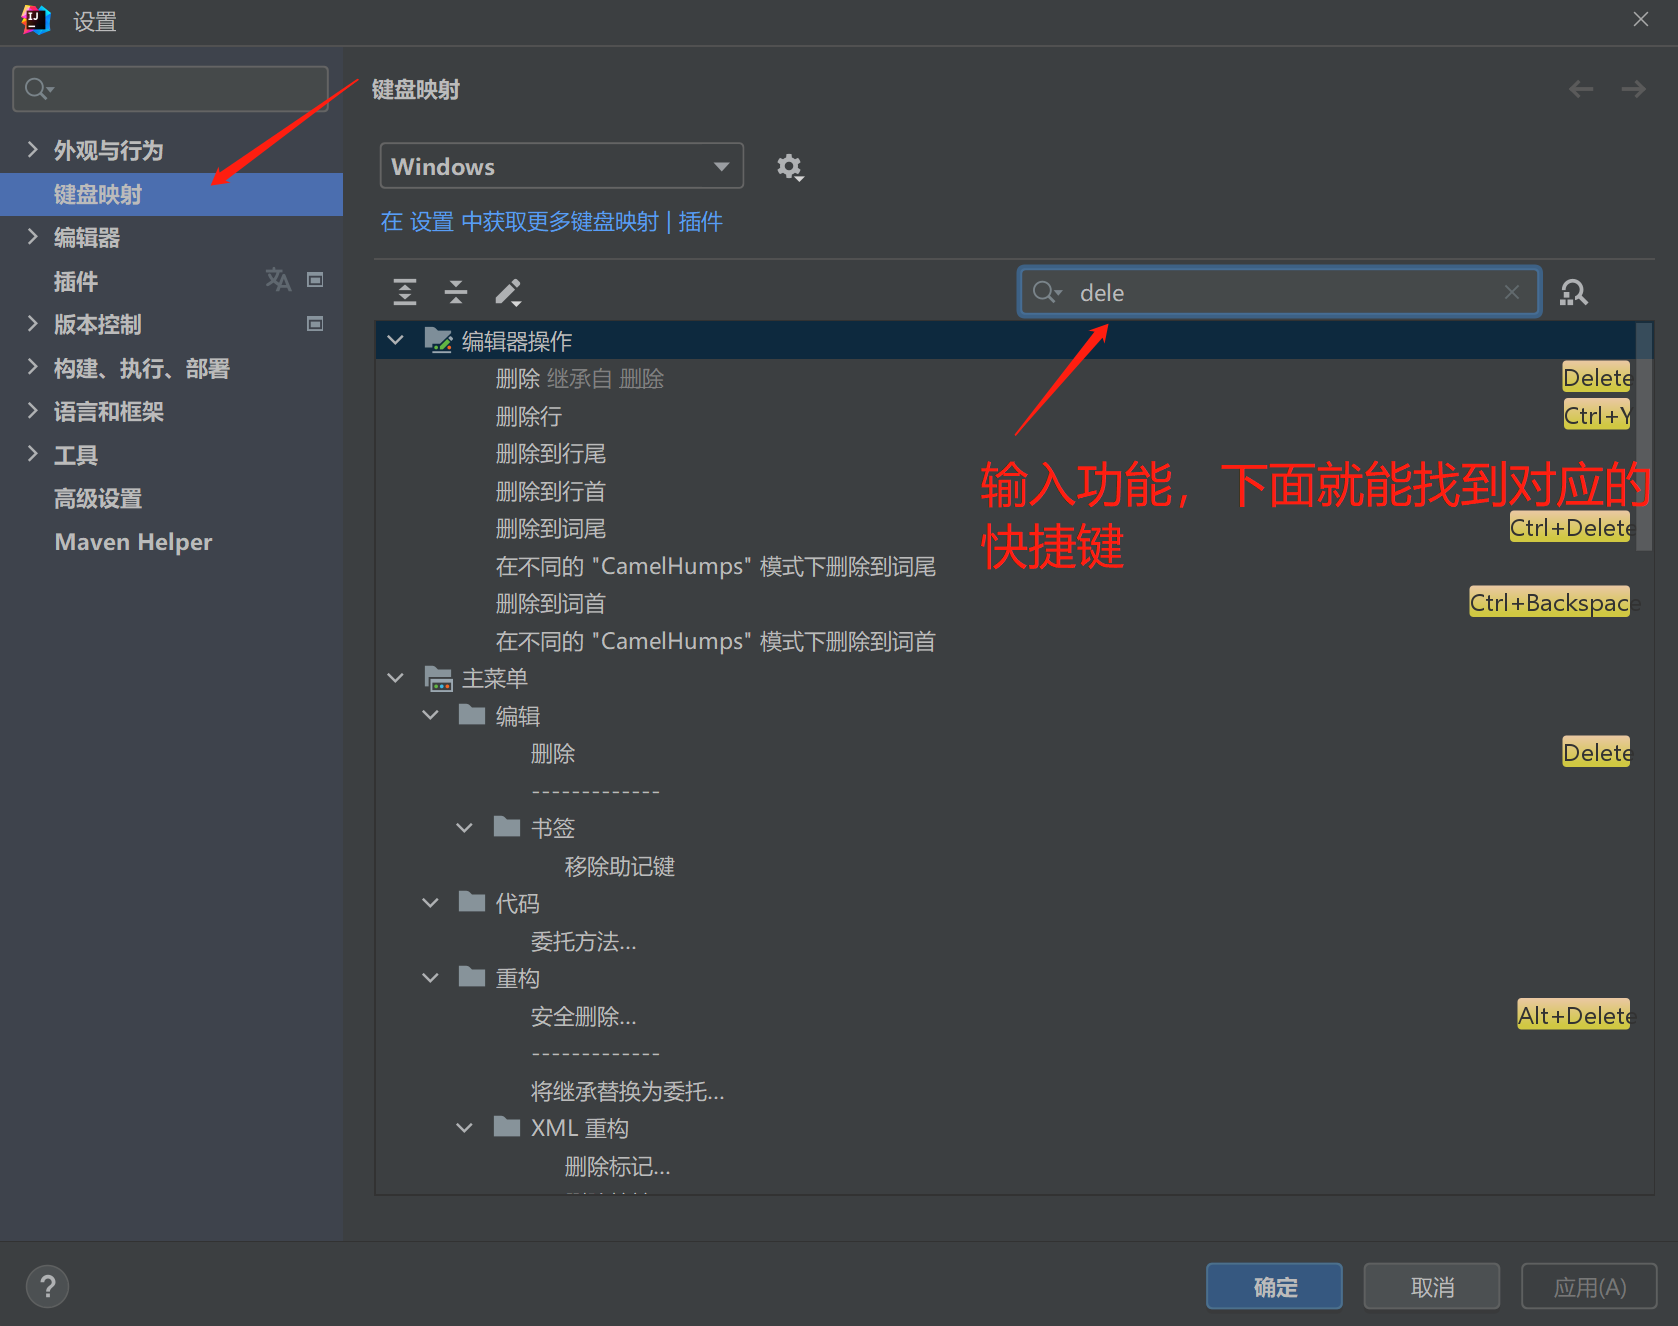 设置
键盘映射
外观与行为
键盘映射
编辑器
插件
版本控制
构建、执行、部署
语言和框架
工具
高级设置
Maven Helper
Windows
在 设置 中获取更多键盘映射 | 插件
dele
编辑器操作
删除 继承自 删除 Delete
删除行 Ctrl+Y
删除到行尾
删除到行首
删除到词尾 Ctrl+Delete
在不同的 "CamelHumps" 模式下删除到词尾
删除到词首 Ctrl+Backspace
在不同的 "CamelHumps" 模式下删除到词首
输入功能，下面就能找到对应的
快捷键
主菜单
编辑
删除 Delete
-------------
书签
移除助记键
代码
委托方法...
重构
安全删除... Alt+Delete
-------------
将继承替换为委托...
XML 重构
删除标记...
?
确定
取消
应用(A)